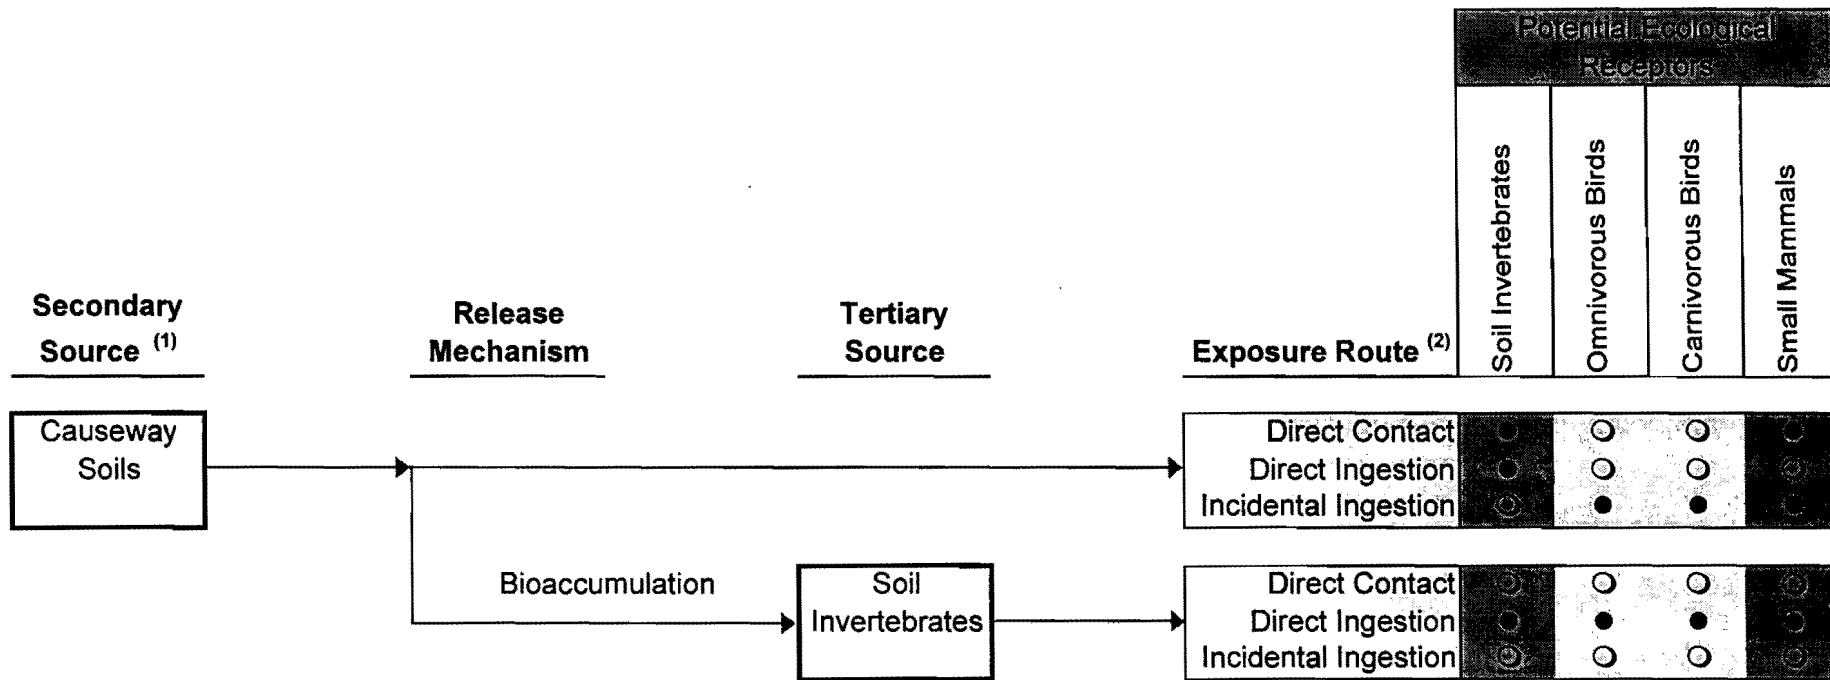 Potential Ecological
Receptors
Soil Invertebrates
Omnivorous Birds
Carnivorous Birds
Small Mammals
Secondary
Source (1)
Release
Mechanism
Tertiary
Source
Exposure Route (2)
Causeway
Soils
Direct Contact
Direct Ingestion
Incidental Ingestion
Bioaccumulation
Soil
Invertebrates
Direct Contact
Direct Ingestion
Incidental Ingestion